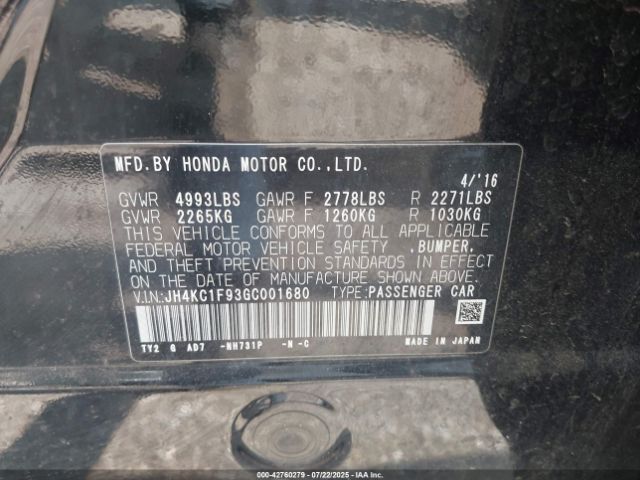 MFD.BY HONDA MOTOR CO.,LTD.
4/'16
GVWR 4993LBS GAWR F 2778LBS R 2271LBS
GVWR 2265KG GAWR F 1260KG R 1030KG
THIS VEHICLE CONFORMS TO ALL APPLICABLE
FEDERAL MOTOR VEHICLE SAFETY ,BUMPER,
AND THEFT PREVENTION STANDARDS IN EFFECT
ON THE DATE OF MANUFACTURE SHOWN ABOVE.
V.IN:JH4KC1F93GC001680 TYPE:PASSENGER CAR
TY2 G AD7 -NH731P -N-C MADE IN JAPAN
000-42760279 07/22/2025 IAAI.COM